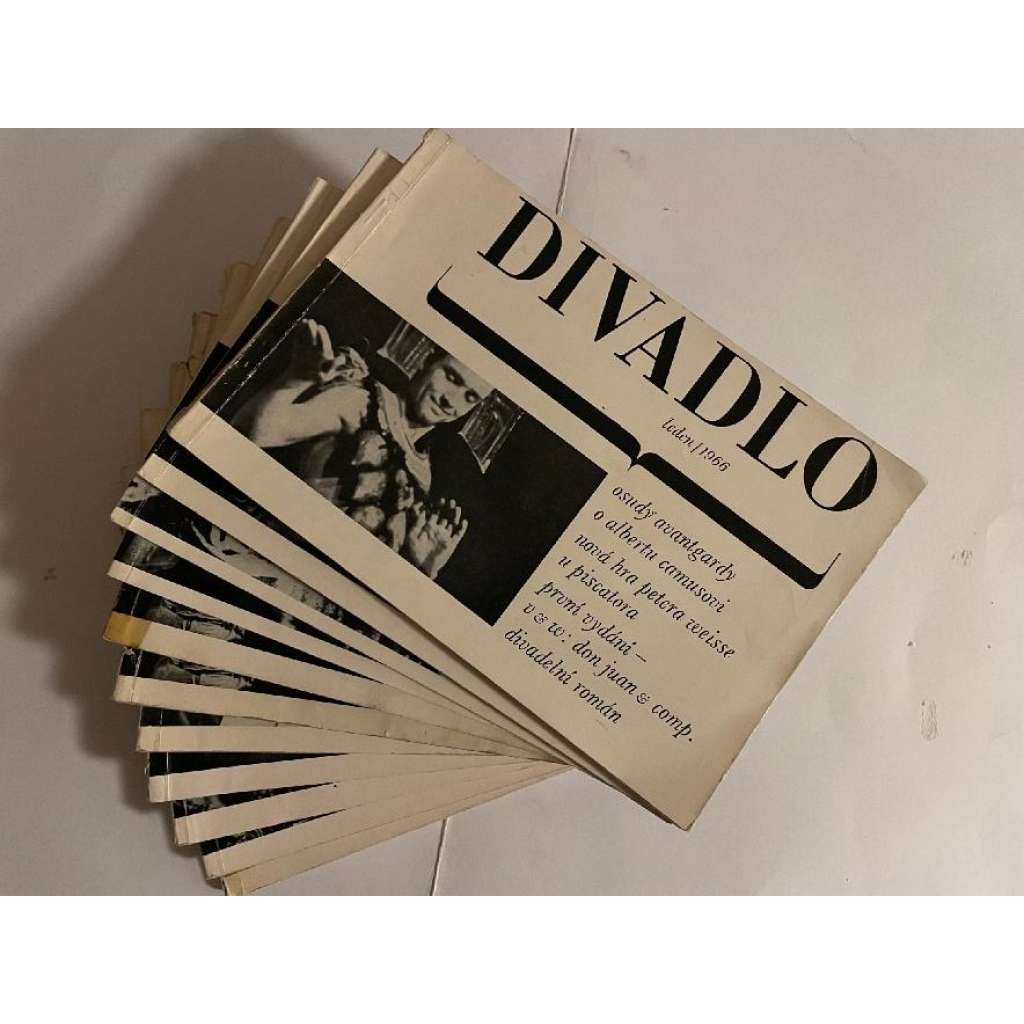 DIVADLO
leden/1966
osudy avantgardy
o albertu camusovi
nová hra petera weisse
u piscatora
první vydání –
v & w: don juan & comp.
divadelní román